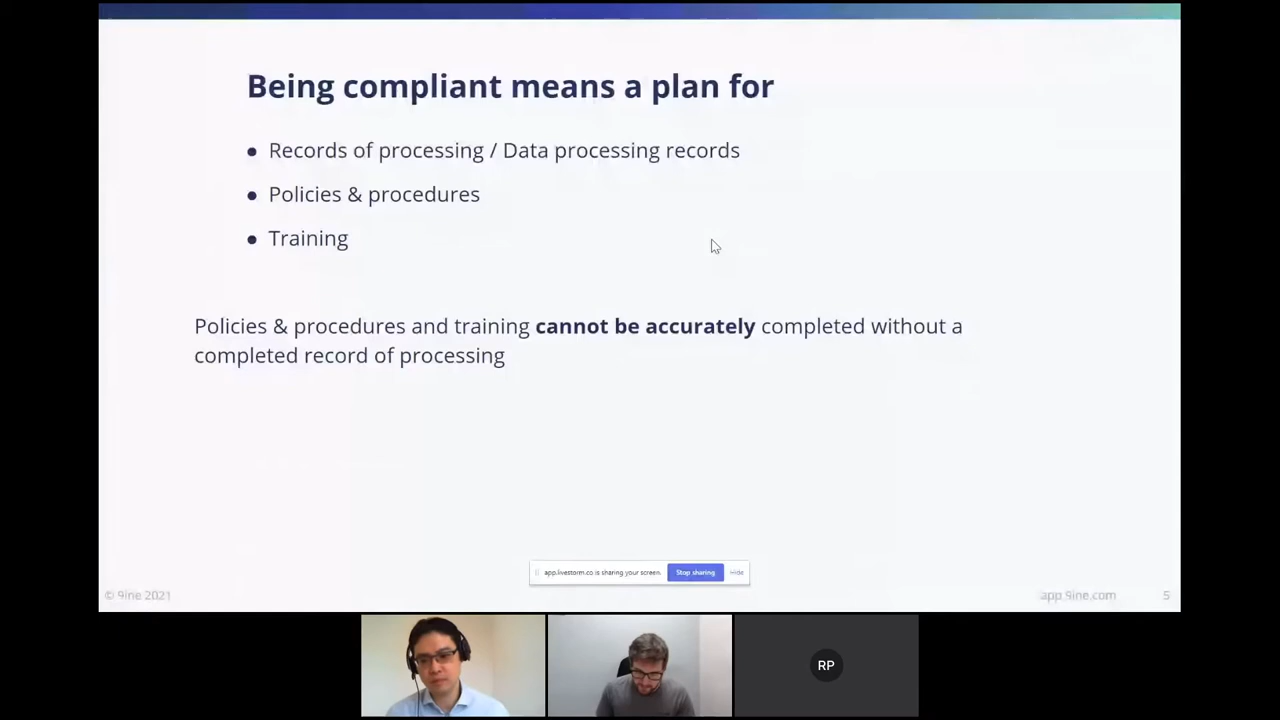 Being compliant means a plan for
● Records of processing / Data processing records
● Policies & procedures
● Training
Policies & procedures and training cannot be accurately completed without a
completed record of processing
app.livestorm.co is sharing your screen. Stop sharing Hide
© 9ine 2021 app.9ine.com 5
RP